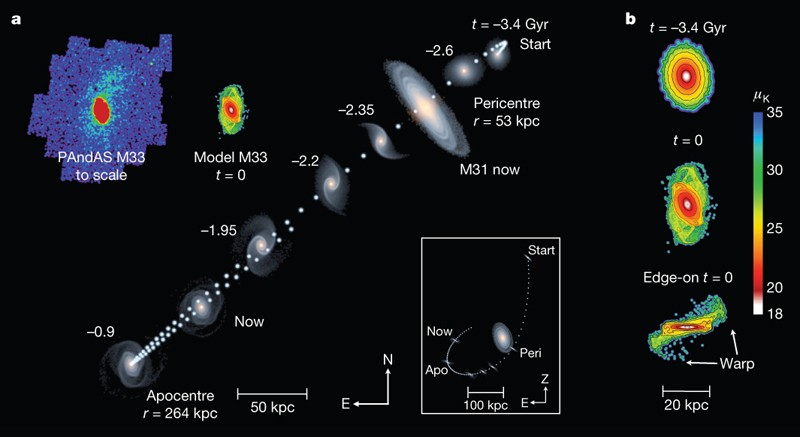 a
t = −3.4 Gyr
Start
−2.6
Pericentre
r = 53 kpc
−2.35
M31 now
PAndAS M33
to scale
Model M33
t = 0
−2.2
−1.95
Now
−0.9
Apocentre
r = 264 kpc
50 kpc
N
E
Start
Now
Apo
Peri
100 kpc
Z
E
b
t = −3.4 Gyr
t = 0
Edge-on t = 0
Warp
20 kpc
μK
35
30
25
20
18